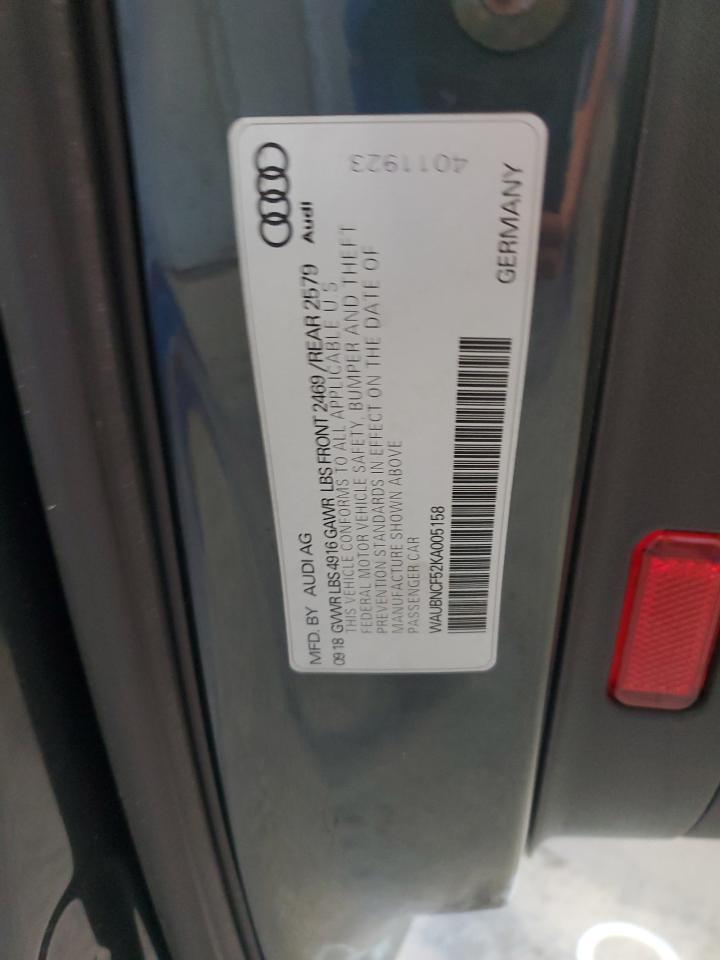 MFD. BY AUDI AG
0918 GVWR LBS 4916 GAWR LBS FRONT 2469 / REAR 2579
THIS VEHICLE CONFORMS TO ALL APPLICABLE U S
FEDERAL MOTOR VEHICLE SAFETY, BUMPER AND THEFT
PREVENTION STANDARDS IN EFFECT ON THE DATE OF
MANUFACTURE SHOWN ABOVE
PASSENGER CAR
WAUBNCF52KA005158
Audi
4011923
GERMANY